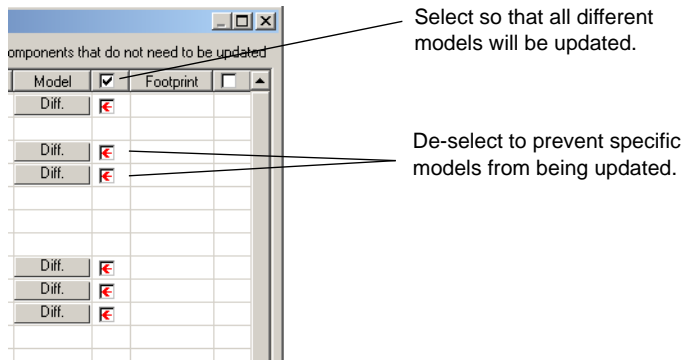 Select so that all different
models will be updated.
omponents that do not need to be updated
Model Footprint
Diff.
Diff.
De-select to prevent specific
models from being updated.
Diff.
Diff.
Diff.
Diff.